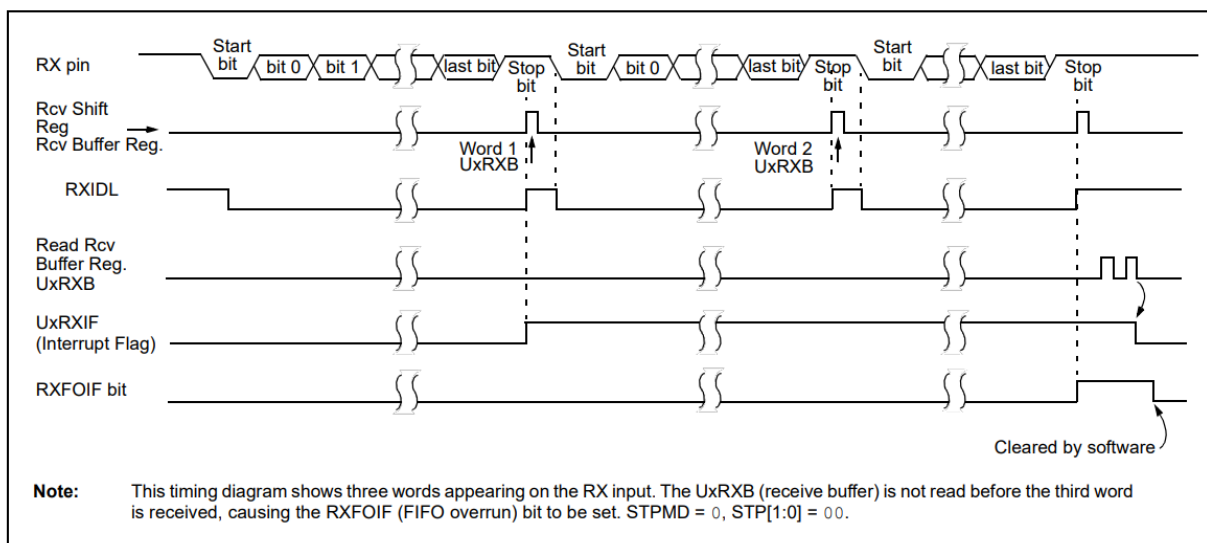 RX pin
Start
bit
bit 0
bit 1
last bit
Stop
bit
Start
bit
bit 0
last bit
Stop
bit
Start
bit
last bit
Stop
bit
Rcv Shift
Reg
Rcv Buffer Reg.
Word 1
UxRXB
Word 2
UxRXB
RXIDL
Read Rcv
Buffer Reg.
UxRXB
UxRXIF
(Interrupt Flag)
RXFOIF bit
Cleared by software
Note: This timing diagram shows three words appearing on the RX input. The UxRXB (receive buffer) is not read before the third word
is received, causing the RXFOIF (FIFO overrun) bit to be set. STPMD = 0, STP[1:0] = 00.